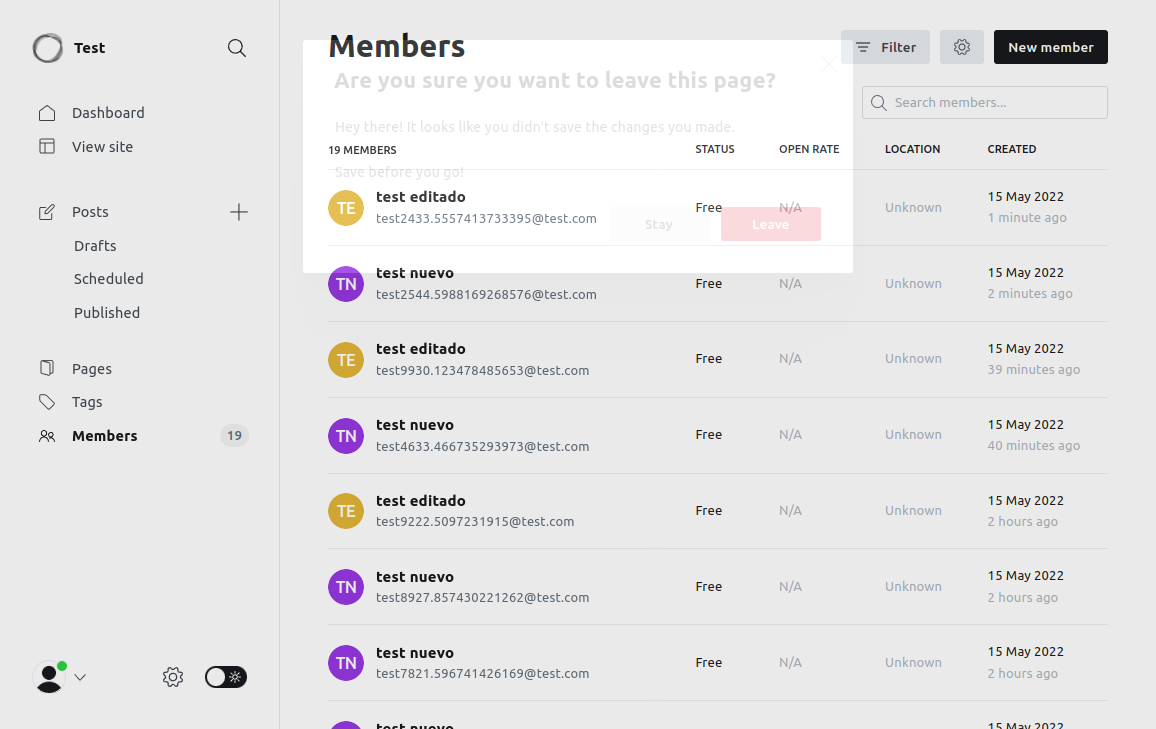 Test
Dashboard
View site
Posts
Drafts
Scheduled
Published
Pages
Tags
Members
19
Members
Filter
New member
Search members...
Are you sure you want to leave this page?
Hey there! It looks like you didn't save the changes you made.
Save before you go!
Stay
Leave
19 MEMBERS STATUS OPEN RATE LOCATION CREATED
TE test editado
test2433.5557413733395@test.com
Free N/A Unknown
15 May 2022
1 minute ago
TN test nuevo
test2544.5988169268576@test.com
Free N/A Unknown
15 May 2022
2 minutes ago
TE test editado
test9930.123478485653@test.com
Free N/A Unknown
15 May 2022
39 minutes ago
TN test nuevo
test4633.466735293973@test.com
Free N/A Unknown
15 May 2022
40 minutes ago
TE test editado
test9222.5097231915@test.com
Free N/A Unknown
15 May 2022
2 hours ago
TN test nuevo
test8927.857430221262@test.com
Free N/A Unknown
15 May 2022
2 hours ago
TN test nuevo
test7821.596741426169@test.com
Free N/A Unknown
15 May 2022
2 hours ago
test nuevo
15 May 2022